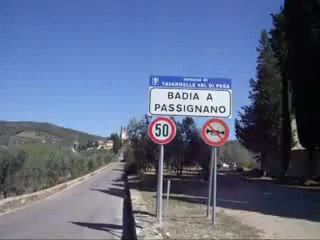 comune di
TAVARNELLE VAL DI PESA
BADIA A
PASSIGNANO
50